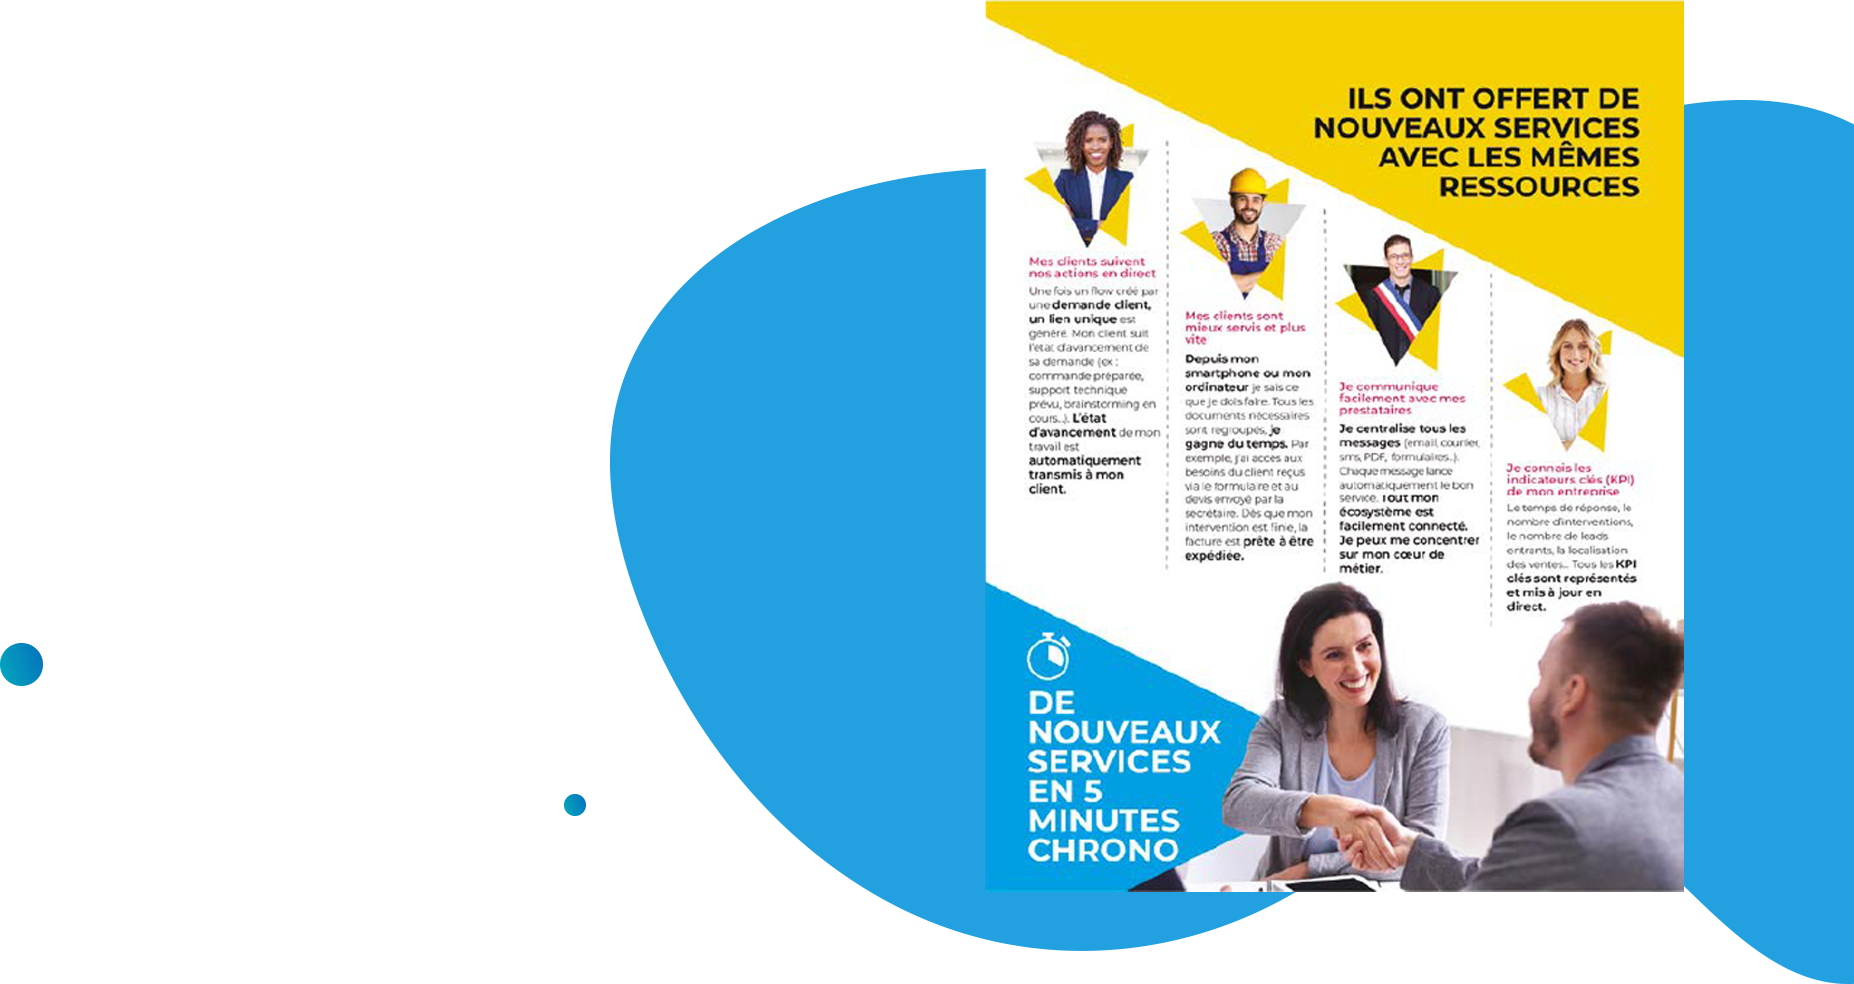 ILS ONT OFFERT DE
NOUVEAUX SERVICES
AVEC LES MÊMES
RESSOURCES
Mes clients suivent
nos actions en direct
Une fois un flow créé par
une demande client,
un lien unique est
généré. Mon client suit
l'état d'avancement de
sa demande (ex :
commande préparée,
support technique
prévu, brainstorming en
cours...). L'état
d'avancement de mon
travail est
automatiquement
transmis à mon
client.
Mes clients sont
mieux servis et plus
vite
Depuis mon
smartphone ou mon
ordinateur je sais ce
que je dois faire. Tous les
documents nécessaires
sont regroupés, je
gagne du temps. Par
exemple, j'ai accès aux
besoins du client reçus
via le formulaire et au
devis envoyé par la
secrétaire. Dès que mon
intervention est finie, la
facture est prête à être
expédiée.
Je communique
facilement avec mes
prestataires
Je centralise tous les
messages (email, courrier,
sms, PDF, formulaires...).
Chaque message lance
automatiquement le bon
service. Tout mon
écosystème est
facilement connecté.
Je peux me concentrer
sur mon cœur de
métier.
Je connais les
indicateurs clés (KPI)
de mon entreprise
Le temps de réponse, le
nombre d'interventions,
le nombre de leads
entrants, la localisation
des ventes... Tous les KPI
clés sont représentés
et mis à jour en
direct.
DE
NOUVEAUX
SERVICES
EN 5
MINUTES
CHRONO